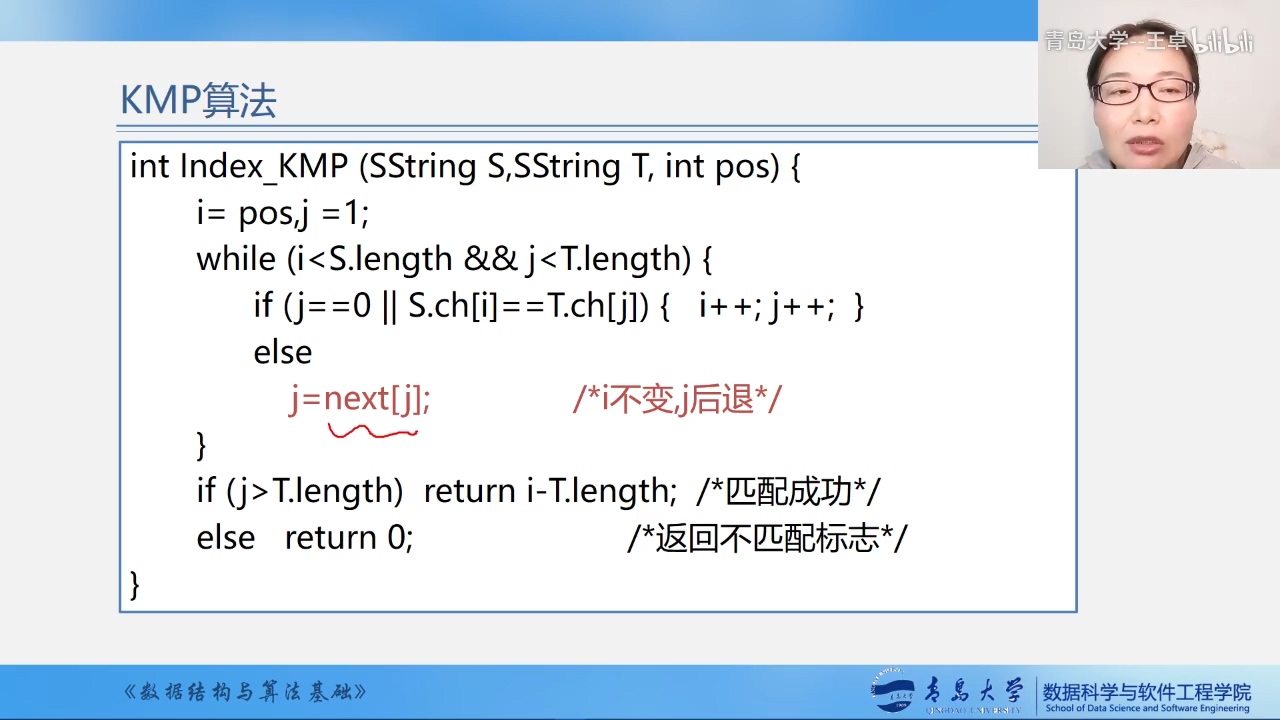 青岛大学--王卓 bilibili
KMP算法
int Index_KMP (SString S,SString T, int pos) {
i= pos,j =1;
while (i<S.length && j<T.length) {
if (j==0 || S.ch[i]==T.ch[j]) { i++; j++; }
else
j=next[j]; /*i不变,j后退*/
}
if (j>T.length) return i-T.length; /*匹配成功*/
else return 0; /*返回不匹配标志*/
}
《数据结构与算法基础》
青岛大学
QINGDAO UNIVERSITY
数据科学与软件工程学院
School of Data Science and Software Engineering